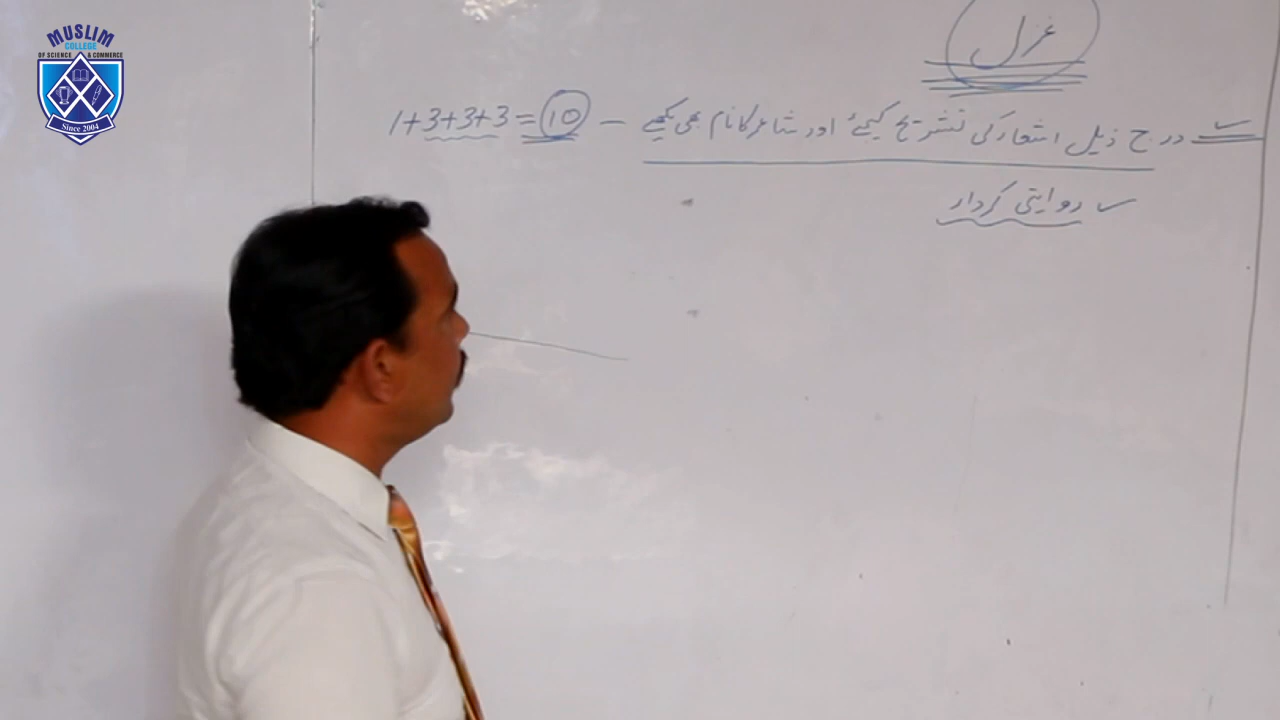 MUSLIM
COLLEGE
OF SCIENCE & COMMERCE
Since 2004
غزل
درج ذیل اشعار کی تشریح کیجئے اور شاعر کا نام بھی لکھیے – 1+3+3+3=10
روایتی کردار